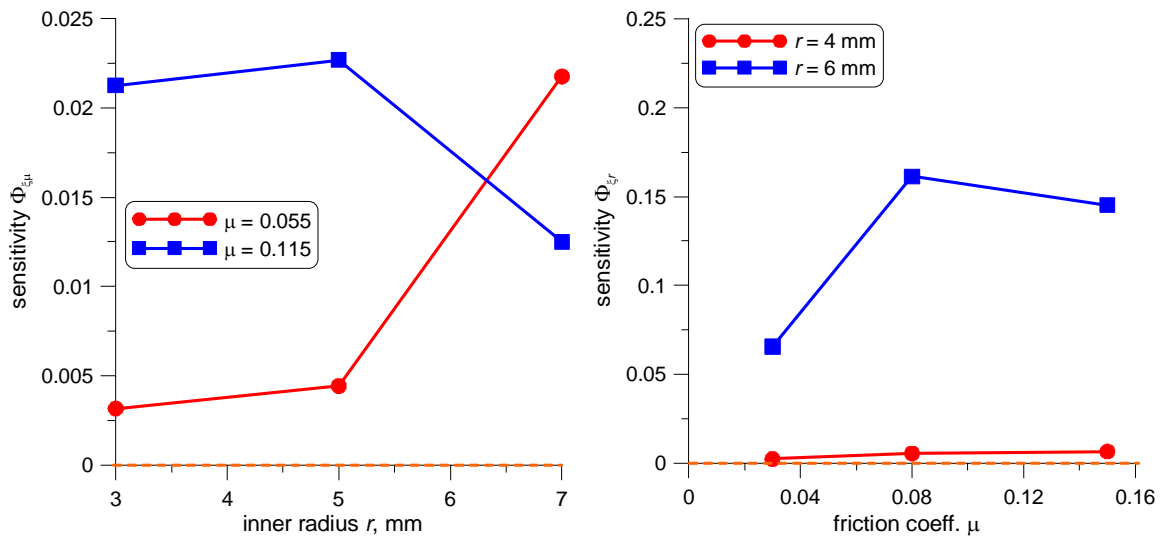 0.025
0.02
0.015
0.01
0.005
0
sensitivity Φξμ
μ = 0.055
μ = 0.115
3 4 5 6 7
inner radius r, mm
0.25
0.2
0.15
0.1
0.05
0
sensitivity Φξr
r = 4 mm
r = 6 mm
0 0.04 0.08 0.12 0.16
friction coeff. μ